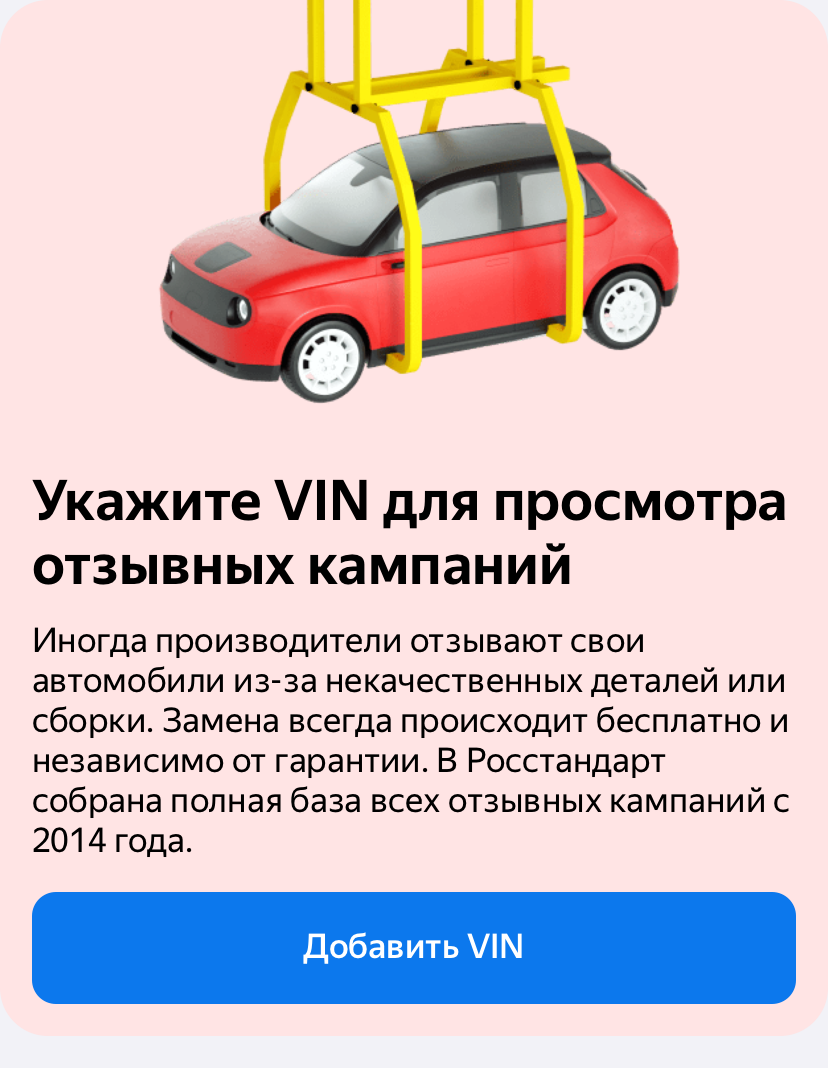 Укажите VIN для просмотра
отзывных кампаний
Иногда производители отзывают свои
автомобили из-за некачественных деталей или
сборки. Замена всегда происходит бесплатно и
независимо от гарантии. В Росстандарт
собрана полная база всех отзывных кампаний с
2014 года.
Добавить VIN